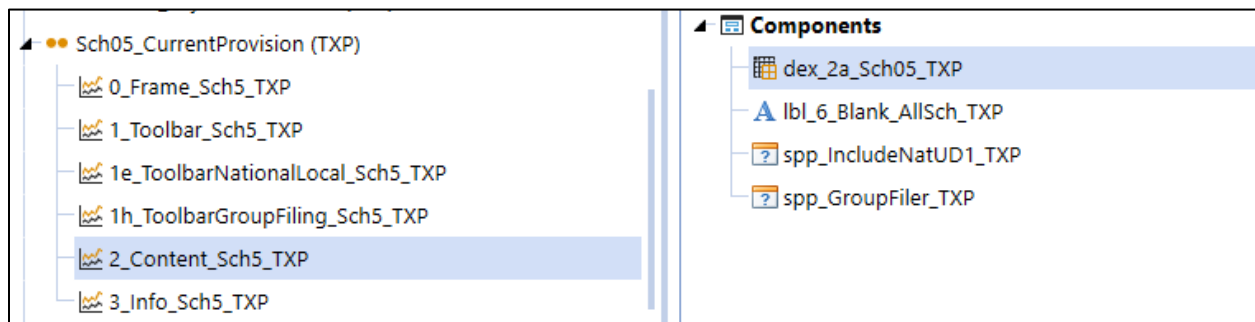 Sch05_CurrentProvision (TXP)
0_Frame_Sch5_TXP
1_Toolbar_Sch5_TXP
1e_ToolbarNationalLocal_Sch5_TXP
1h_ToolbarGroupFiling_Sch5_TXP
2_Content_Sch5_TXP
3_Info_Sch5_TXP
Components
dex_2a_Sch05_TXP
A lbl_6_Blank_AllSch_TXP
? spp_IncludeNatUD1_TXP
? spp_GroupFiler_TXP